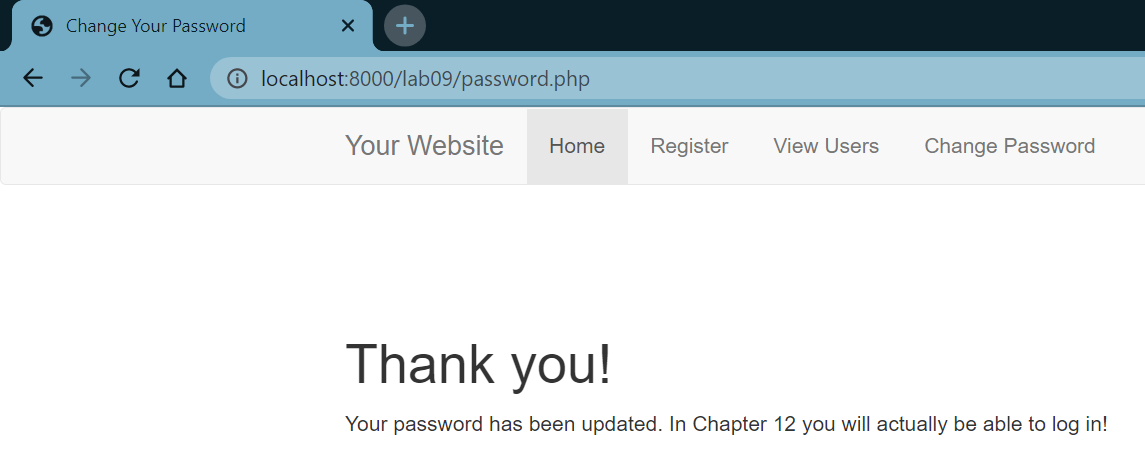 Change Your Password
localhost:8000/lab09/password.php
Your Website Home Register View Users Change Password
Thank you!
Your password has been updated. In Chapter 12 you will actually be able to log in!